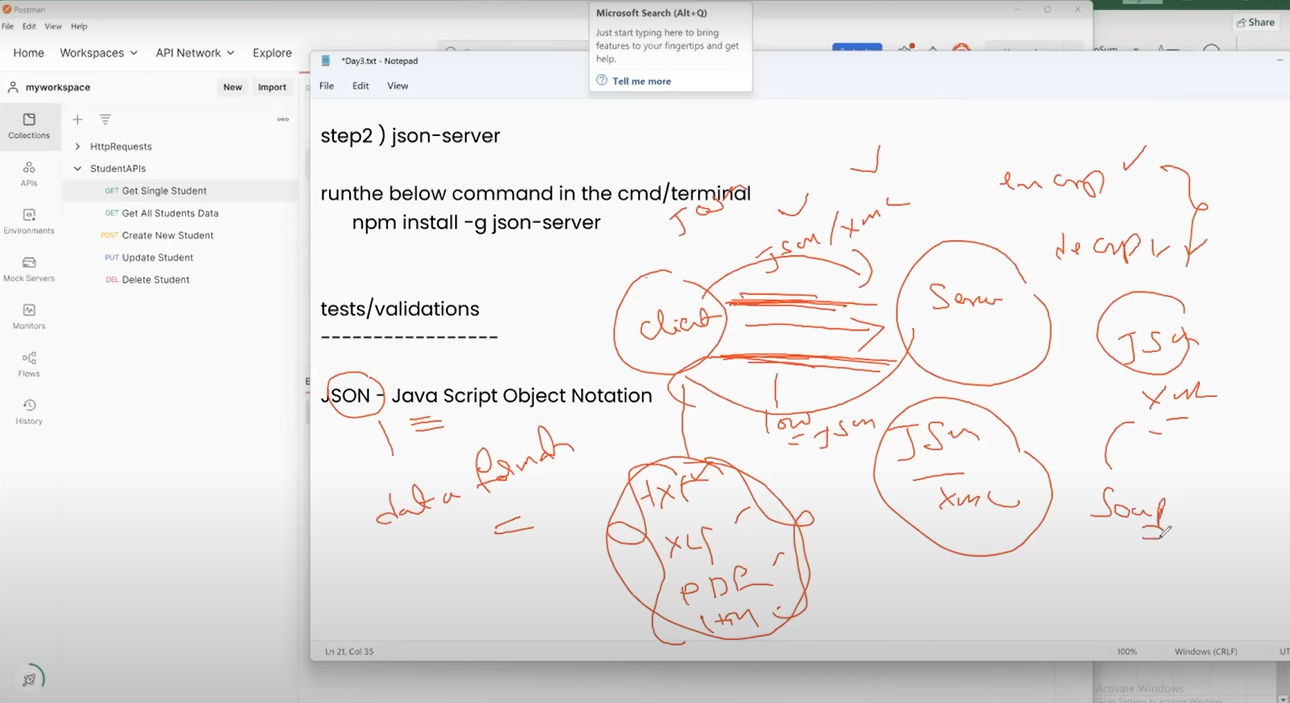 Postman
File Edit View Help
Home Workspaces API Network Explore
myworkspace New Import
Collections
APIs
Environments
Mock Servers
Monitors
Flows
History
HttpRequests
StudentAPIs
GET Get Single Student
GET Get All Students Data
POST Create New Student
PUT Update Student
DEL Delete Student
Microsoft Search (Alt+Q)
Just start typing here to bring
features to your fingertips and get
help.
Tell me more
Share
*Day3.txt - Notepad
File Edit View
step2 ) json-server
runthe below command in the cmd/terminal
npm install -g json-server
tests/validations
----------------
JSON - Java Script Object Notation
Json
Json/xml
client
Server
low
JSon
data format
XLS
PDF
JSon
xml
JSon
xml
Soap
Ln 21, Col 35 100% Windows (CRLF) UT
Activate Windows